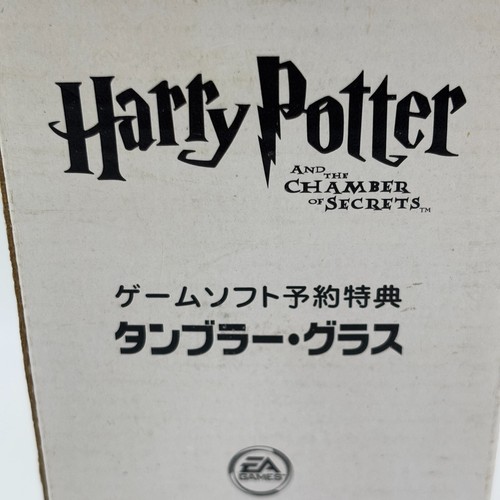 Harry Potter
AND THE
CHAMBER
OF SECRETS™
ゲームソフト予約特典
タンブラー・グラス
EA
GAMES